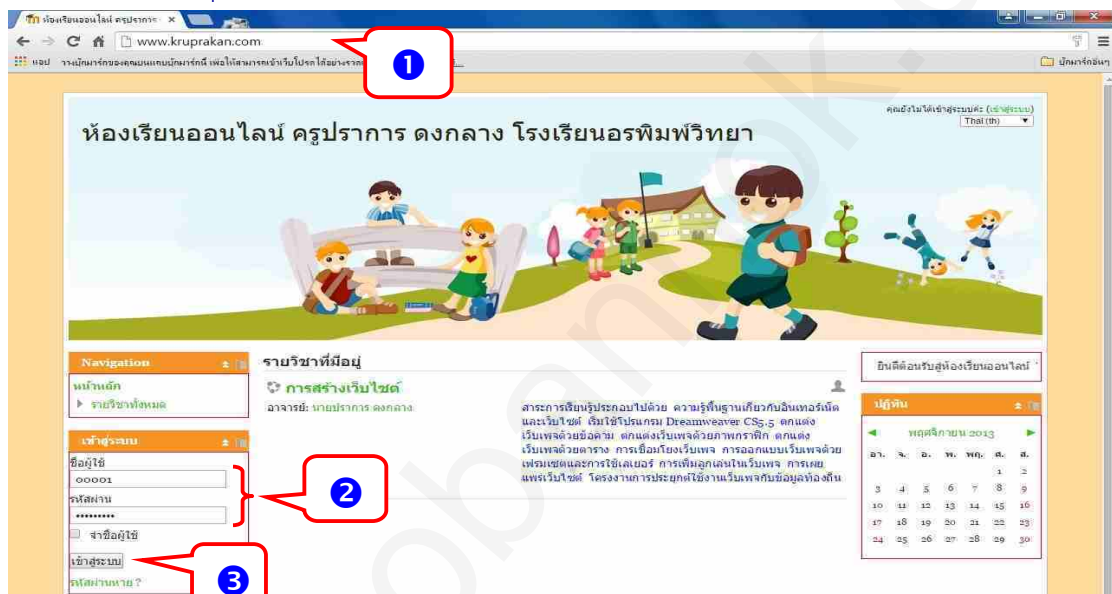 ห้องเรียนออนไลน์ ครูปราการ
www.kruprakan.com
แอป
บุ๊กมาร์กอื่นๆ
❶
คุณยังไม่ได้เข้าสู่ระบบค่ะ (เข้าสู่ระบบ)
Thai (th)
ห้องเรียนออนไลน์ ครูปราการ ดงกลาง โรงเรียนอรพิมพ์วิทยา
Navigation
หน้าหลัก
รายวิชาทั้งหมด
เข้าสู่ระบบ
ชื่อผู้ใช้
00001
รหัสผ่าน
•••••••••
จำชื่อผู้ใช้
เข้าสู่ระบบ
รหัสผ่านหาย ?
❷
❸
รายวิชาที่มีอยู่
การสร้างเว็บไซต์
อาจารย์: นายปราการ ดงกลาง
สาระการเรียนรู้ประกอบไปด้วย ความรู้พื้นฐานเกี่ยวกับอินเทอร์เน็ต
และเว็บไซต์ เริ่มใช้โปรแกรม Dreamweaver CS5.5 ตกแต่ง
เว็บเพจด้วยข้อความ ตกแต่งเว็บเพจด้วยภาพกราฟิก ตกแต่ง
เว็บเพจด้วยตาราง การเชื่อมโยงเว็บเพจ การออกแบบเว็บเพจด้วย
เฟรมเซตและการใช้เลเยอร์ การเพิ่มลูกเล่นในเว็บเพจ การเผย
แพร่เว็บไซต์ โครงงานการประยุกต์ใช้งานเว็บเพจกับข้อมูลท้องถิ่น
ยินดีต้อนรับสู่ห้องเรียนออนไลน์
ปฏิทิน
พฤศจิกายน 2013
อา. จ. อ. พ. พฤ. ศ. ส.
1 2
3 4 5 6 7 8 9
10 11 12 13 14 15 16
17 18 19 20 21 22 23
24 25 26 27 28 29 30